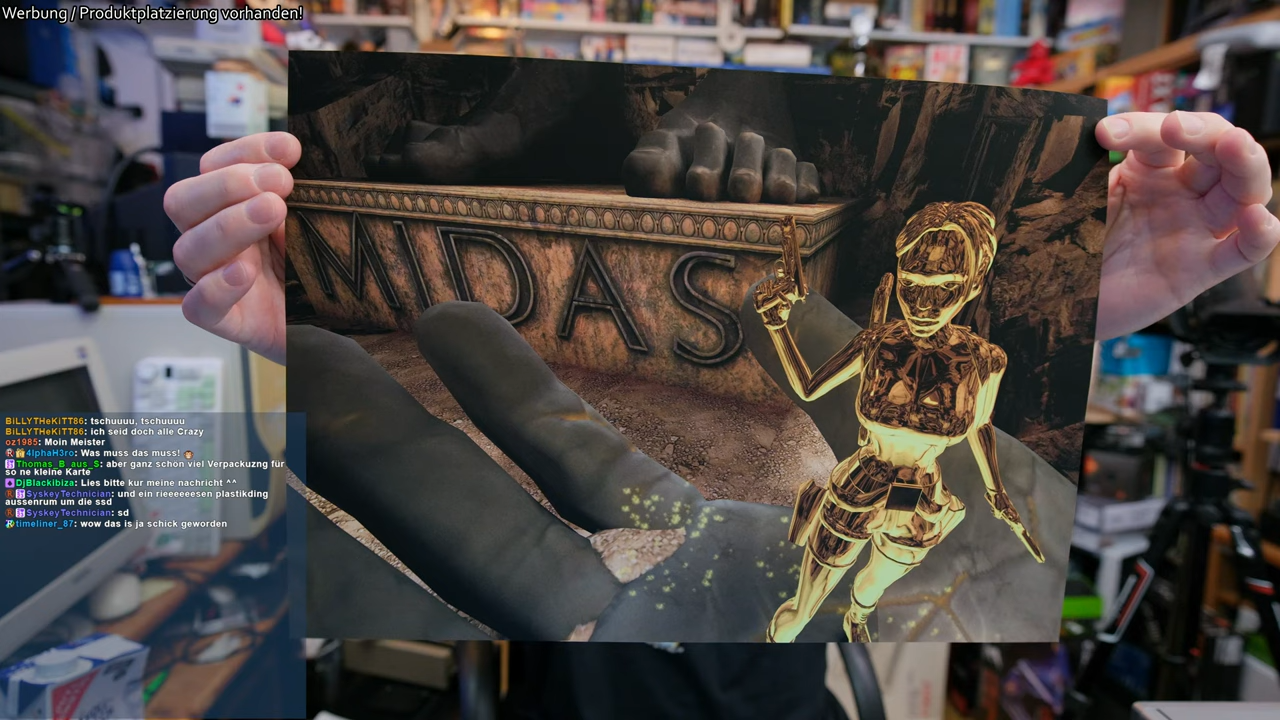 Werbung / Produktplatzierung vorhanden!
MIDAS
BiLLYTHeKiTT86: tschuuuu, tschuuuu
BiLLYTHeKiTT86: ich seid doch alle Crazy
oz1985: Moin Meister
4lphaH3ro: Was muss das muss!
Thomas_B_aus_S: aber ganz schön viel Verpackuzng für
so ne kleine Karte
DjBlackibiza: Lies bitte kur meine nachricht ^^
SyskeyTechnician: und ein rieeeeeesen plastikding
aussenrum um die ssd
SyskeyTechnician: sd
timeliner_87: wow das is ja schick geworden